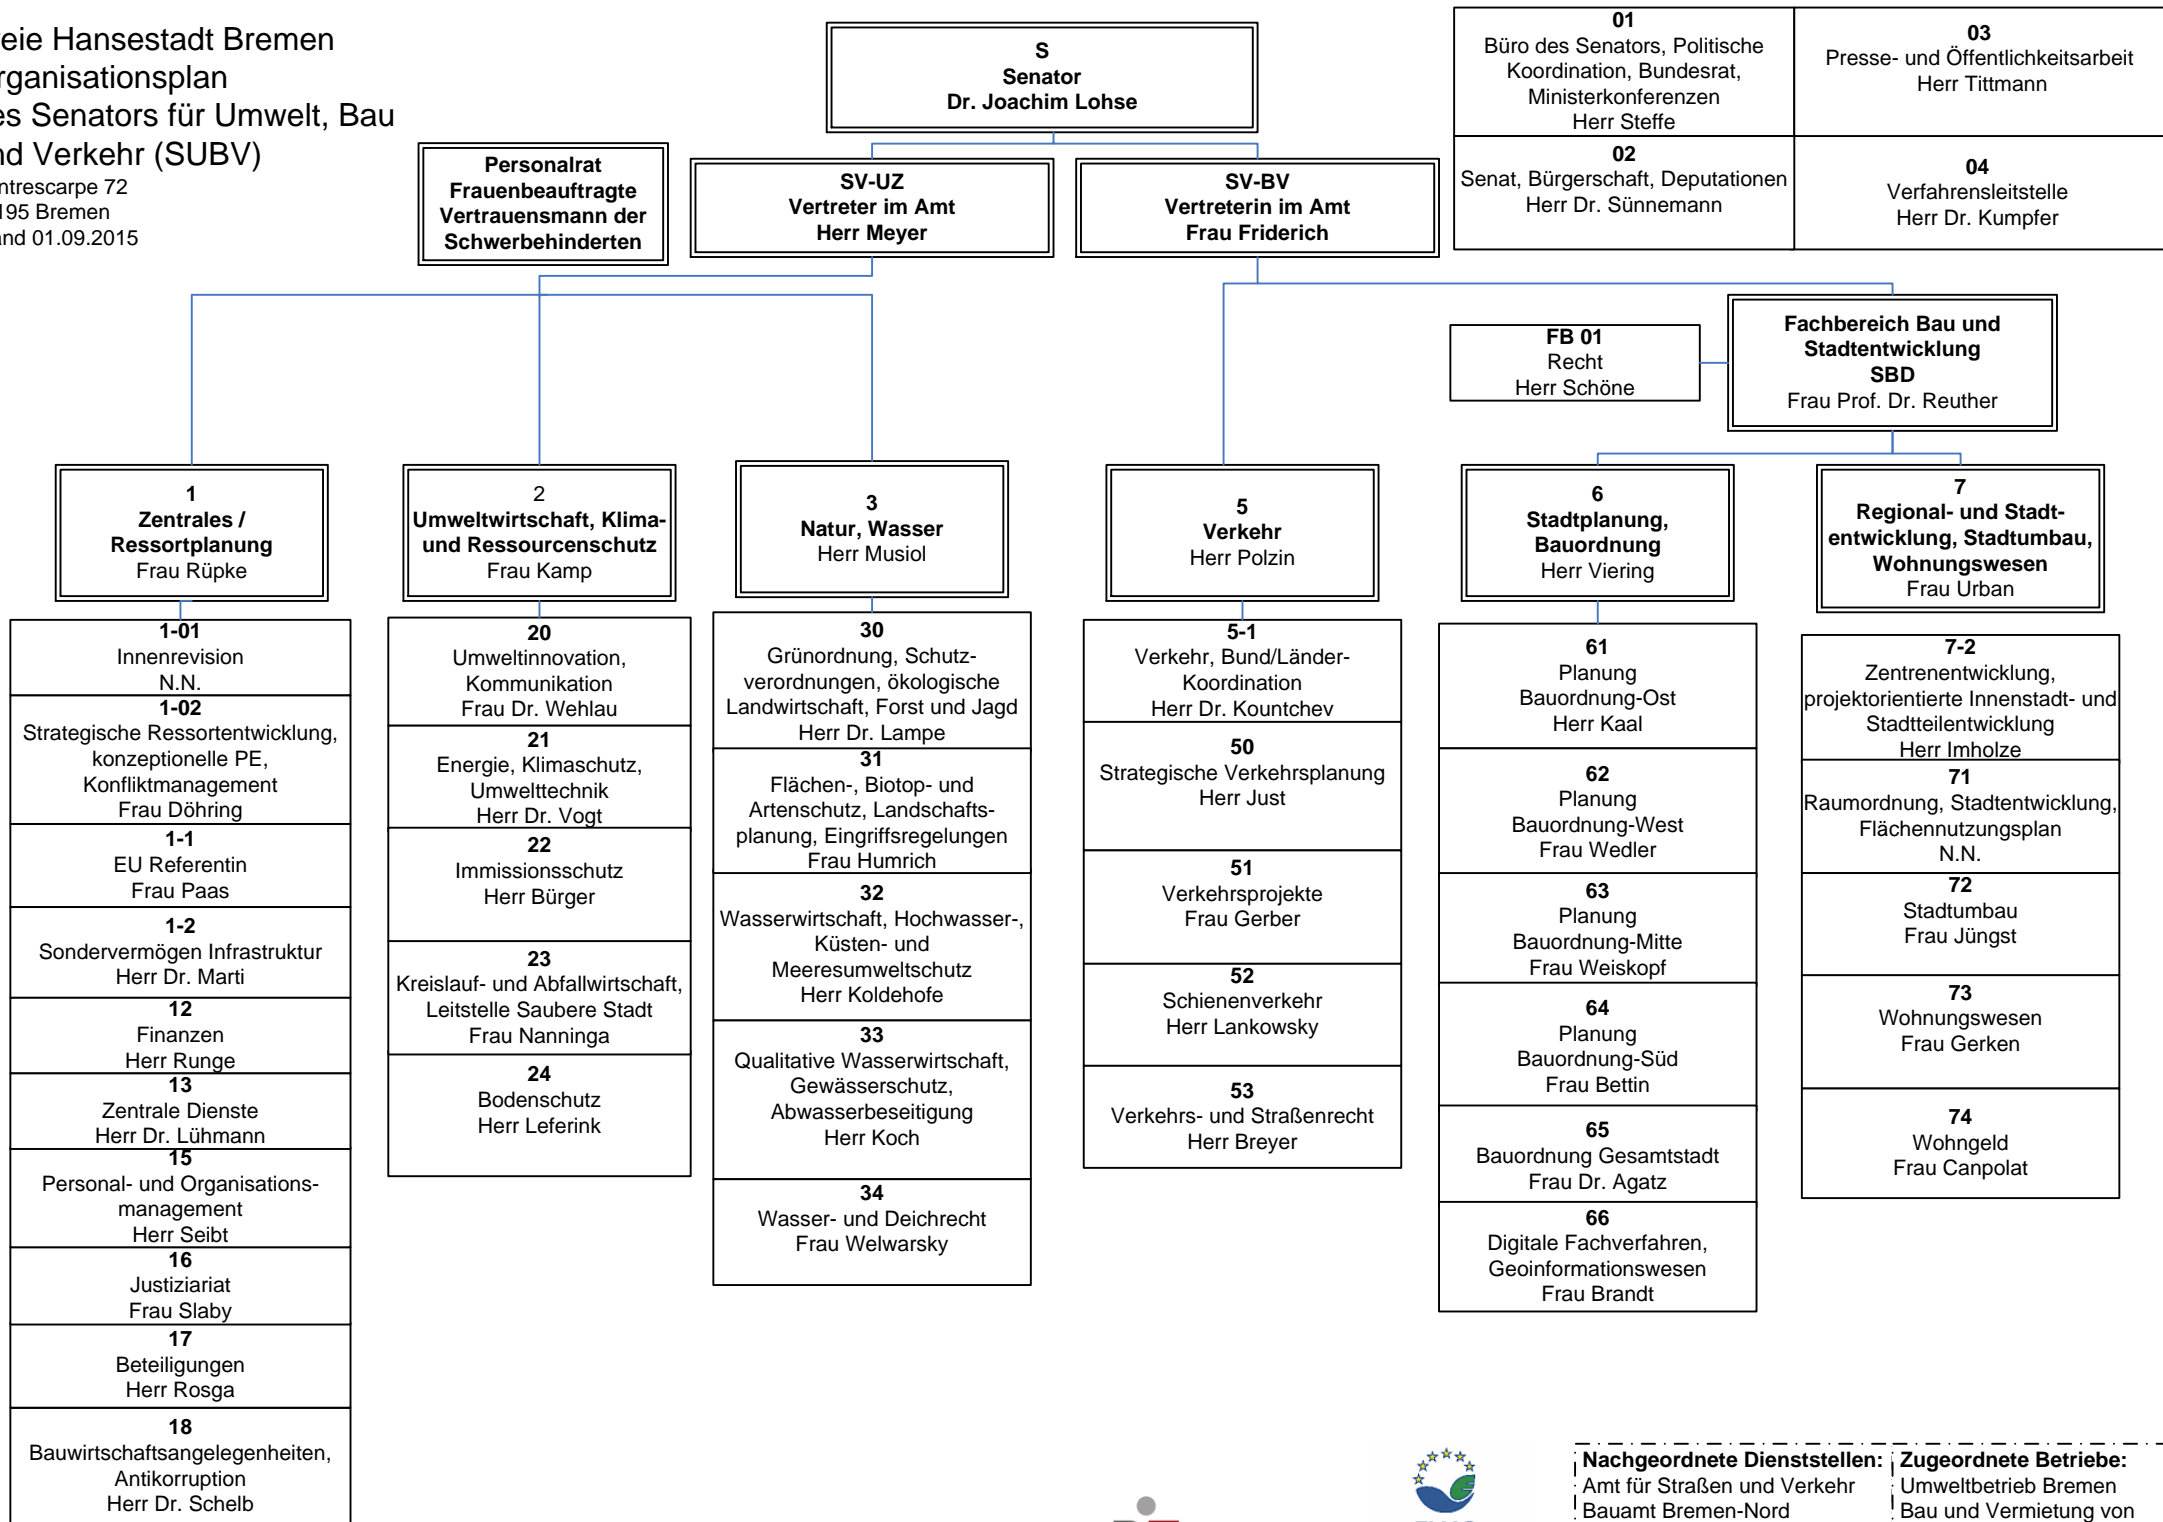 reie Hansestadt Bremen
rganisationsplan
es Senators für Umwelt, Bau
nd Verkehr (SUBV)
ntrescarpe 72
195 Bremen
and 01.09.2015
S
Senator
Dr. Joachim Lohse
01
Büro des Senators, Politische
Koordination, Bundesrat,
Ministerkonferenzen
Herr Steffe
03
Presse- und Öffentlichkeitsarbeit
Herr Tittmann
02
Senat, Bürgerschaft, Deputationen
Herr Dr. Sünnemann
04
Verfahrensleitstelle
Herr Dr. Kumpfer
Personalrat
Frauenbeauftragte
Vertrauensmann der
Schwerbehinderten
SV-UZ
Vertreter im Amt
Herr Meyer
SV-BV
Vertreterin im Amt
Frau Friderich
FB 01
Recht
Herr Schöne
Fachbereich Bau und
Stadtentwicklung
SBD
Frau Prof. Dr. Reuther
1
Zentrales /
Ressortplanung
Frau Rüpke
2
Umweltwirtschaft, Klima-
und Ressourcenschutz
Frau Kamp
3
Natur, Wasser
Herr Musiol
5
Verkehr
Herr Polzin
6
Stadtplanung,
Bauordnung
Herr Viering
7
Regional- und Stadt-
entwicklung, Stadtumbau,
Wohnungswesen
Frau Urban
1-01
Innenrevision
N.N.
1-02
Strategische Ressortentwicklung,
konzeptionelle PE,
Konfliktmanagement
Frau Döhring
1-1
EU Referentin
Frau Paas
1-2
Sondervermögen Infrastruktur
Herr Dr. Marti
12
Finanzen
Herr Runge
13
Zentrale Dienste
Herr Dr. Lühmann
15
Personal- und Organisations-
management
Herr Seibt
16
Justiziariat
Frau Slaby
17
Beteiligungen
Herr Rosga
18
Bauwirtschaftsangelegenheiten,
Antikorruption
Herr Dr. Schelb
20
Umweltinnovation,
Kommunikation
Frau Dr. Wehlau
21
Energie, Klimaschutz,
Umwelttechnik
Herr Dr. Vogt
22
Immissionsschutz
Herr Bürger
23
Kreislauf- und Abfallwirtschaft,
Leitstelle Saubere Stadt
Frau Nanninga
24
Bodenschutz
Herr Leferink
30
Grünordnung, Schutz-
verordnungen, ökologische
Landwirtschaft, Forst und Jagd
Herr Dr. Lampe
31
Flächen-, Biotop- und
Artenschutz, Landschafts-
planung, Eingriffsregelungen
Frau Humrich
32
Wasserwirtschaft, Hochwasser-,
Küsten- und
Meeresumweltschutz
Herr Koldehofe
33
Qualitative Wasserwirtschaft,
Gewässerschutz,
Abwasserbeseitigung
Herr Koch
34
Wasser- und Deichrecht
Frau Welwarsky
5-1
Verkehr, Bund/Länder-
Koordination
Herr Dr. Kountchev
50
Strategische Verkehrsplanung
Herr Just
51
Verkehrsprojekte
Frau Gerber
52
Schienenverkehr
Herr Lankowsky
53
Verkehrs- und Straßenrecht
Herr Breyer
61
Planung
Bauordnung-Ost
Herr Kaal
62
Planung
Bauordnung-West
Frau Wedler
63
Planung
Bauordnung-Mitte
Frau Weiskopf
64
Planung
Bauordnung-Süd
Frau Bettin
65
Bauordnung Gesamtstadt
Frau Dr. Agatz
66
Digitale Fachverfahren,
Geoinformationswesen
Frau Brandt
7-2
Zentrenentwicklung,
projektorientierte Innenstadt- und
Stadtteilentwicklung
Herr Imholze
71
Raumordnung, Stadtentwicklung,
Flächennutzungsplan
N.N.
72
Stadtumbau
Frau Jüngst
73
Wohnungswesen
Frau Gerken
74
Wohngeld
Frau Canpolat
Nachgeordnete Dienststellen:
Amt für Straßen und Verkehr
Bauamt Bremen-Nord
Zugeordnete Betriebe:
Umweltbetrieb Bremen
Bau und Vermietung von